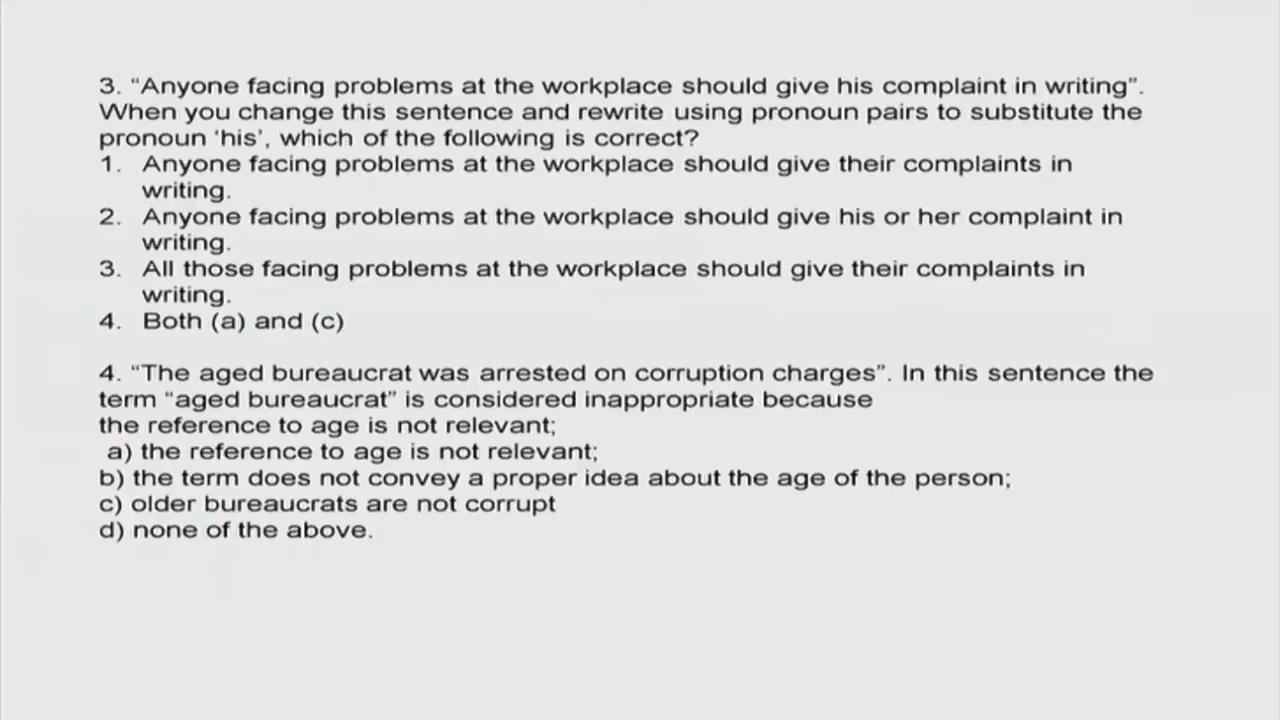 3. “Anyone facing problems at the workplace should give his complaint in writing”.
When you change this sentence and rewrite using pronoun pairs to substitute the
pronoun ‘his’, which of the following is correct?
1. Anyone facing problems at the workplace should give their complaints in
writing.
2. Anyone facing problems at the workplace should give his or her complaint in
writing.
3. All those facing problems at the workplace should give their complaints in
writing.
4. Both (a) and (c)
4. “The aged bureaucrat was arrested on corruption charges”. In this sentence the
term “aged bureaucrat” is considered inappropriate because
the reference to age is not relevant;
a) the reference to age is not relevant;
b) the term does not convey a proper idea about the age of the person;
c) older bureaucrats are not corrupt
d) none of the above.